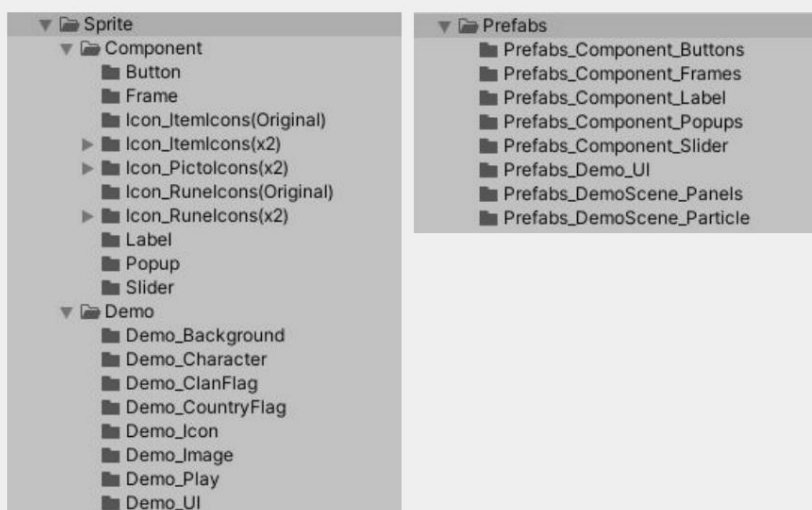 Sprite
Component
Button
Frame
Icon_ItemIcons(Original)
Icon_ItemIcons(x2)
Icon_PictoIcons(x2)
Icon_RuneIcons(Original)
Icon_RuneIcons(x2)
Label
Popup
Slider
Demo
Demo_Background
Demo_Character
Demo_ClanFlag
Demo_CountryFlag
Demo_Icon
Demo_Image
Demo_Play
Demo_UI
Prefabs
Prefabs_Component_Buttons
Prefabs_Component_Frames
Prefabs_Component_Label
Prefabs_Component_Popups
Prefabs_Component_Slider
Prefabs_Demo_UI
Prefabs_DemoScene_Panels
Prefabs_DemoScene_Particle